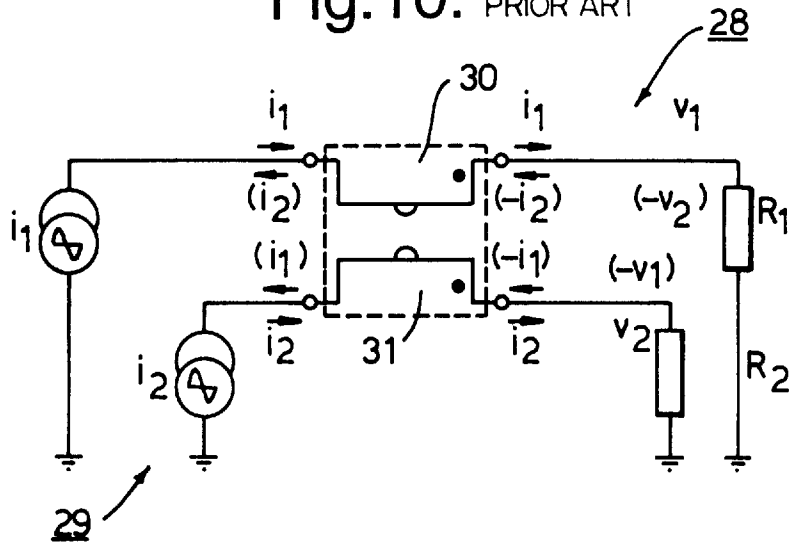 Fig.10. PRIOR ART
28
30
i1 i1 v1
(i2) (-i2) (-v2) R1
i1
(i1) (-i1) (-v1)
i2 31 i2 v2
i2 R2
29